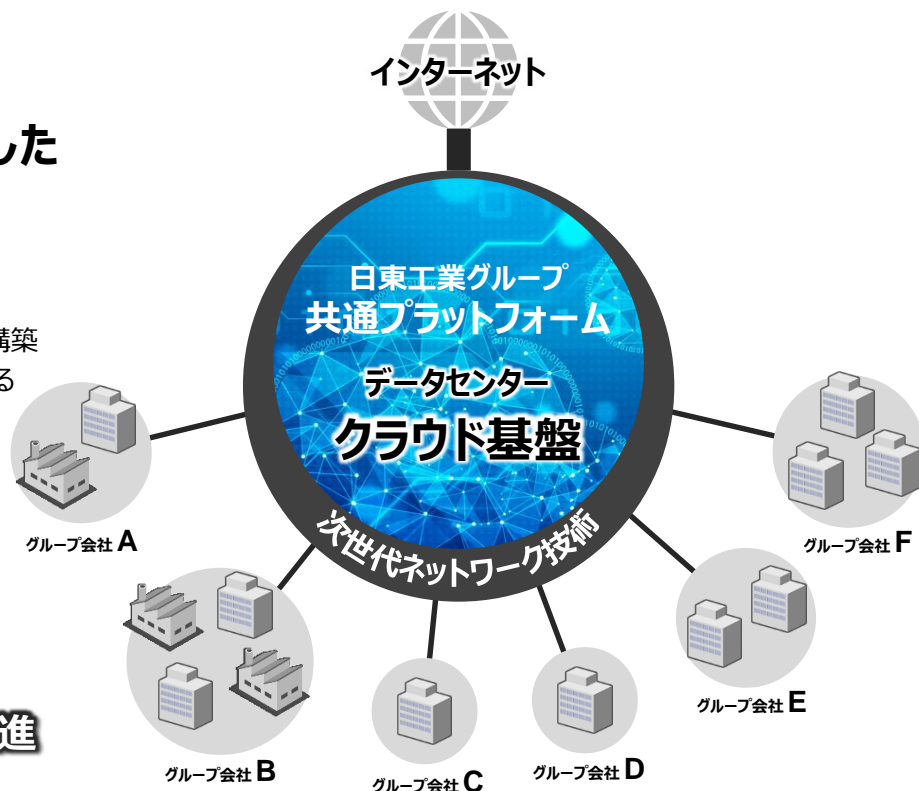 インターネット
した
日東工業グループ
共通プラットフォーム
構築
る
データセンター
クラウド基盤
次世代ネットワーク技術
グループ会社 A
グループ会社 F
グループ会社 E
進
グループ会社 B
グループ会社 C
グループ会社 D